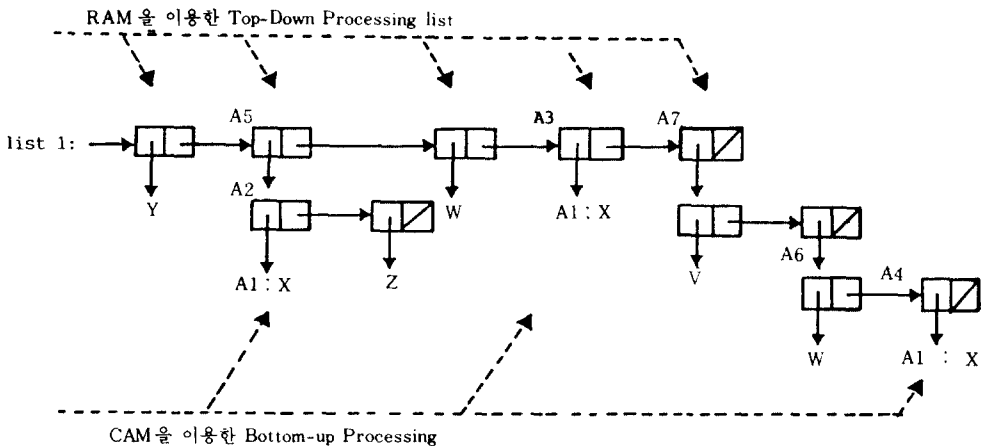 RAM을 이용한 Top-Down Processing list
A5
A3
A7
list 1:
A2
Y
W
A1 : X
A6
A1 : X
Z
V
A4
W
A1 : X
CAM을 이용한 Bottom-up Processing